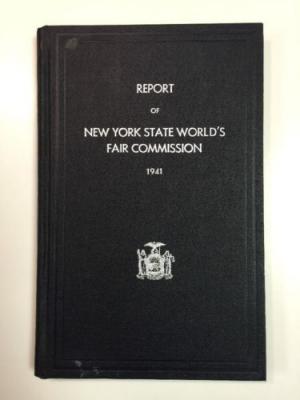 REPORT
OF
NEW YORK STATE WORLD'S
FAIR COMMISSION
1941